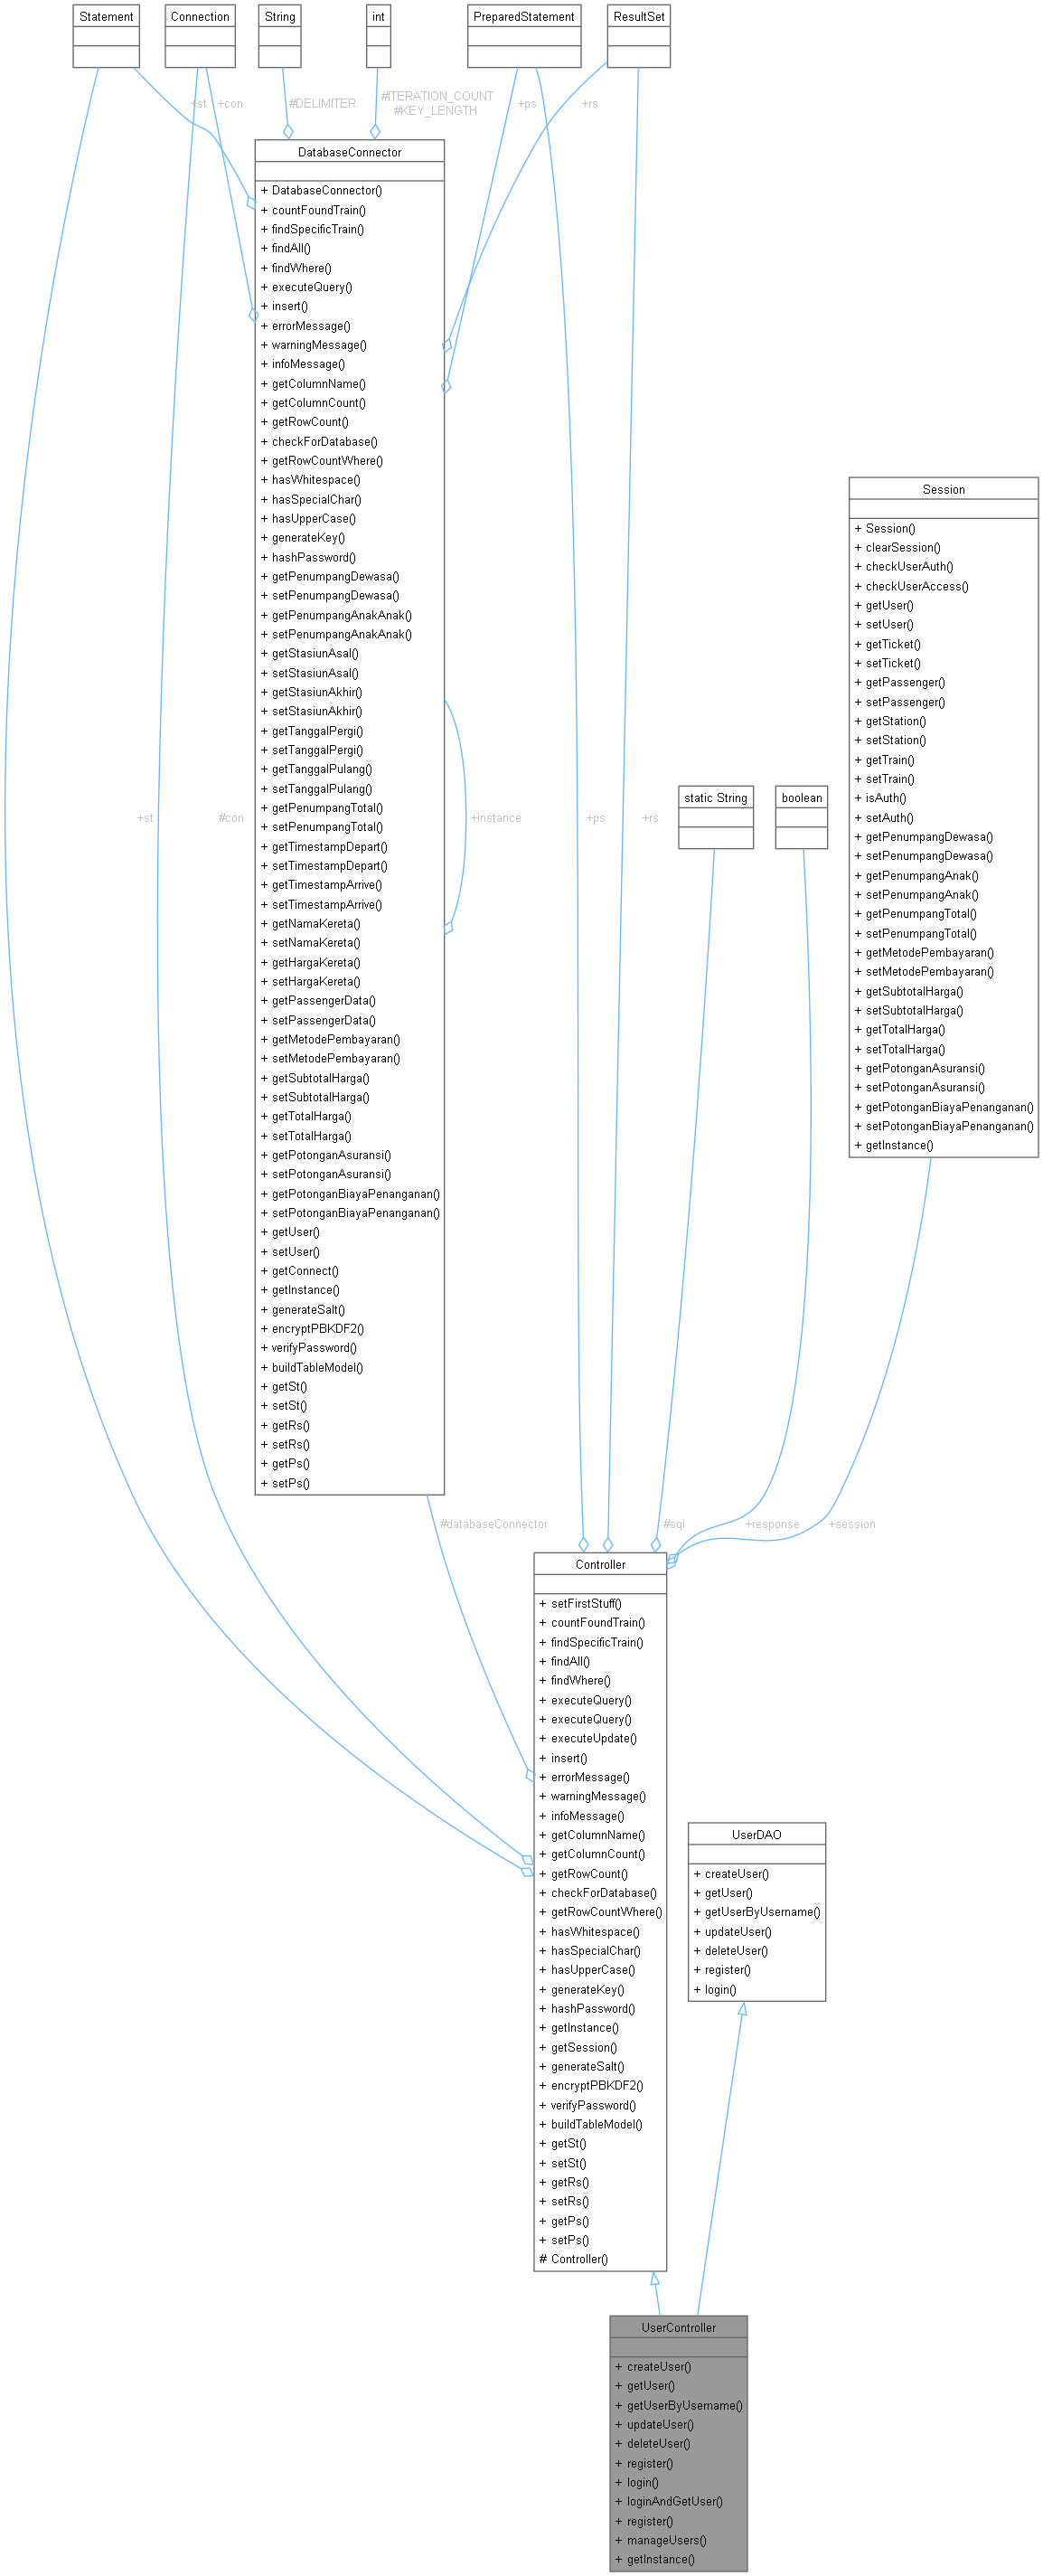 Statement
Connection
String
int
PreparedStatement
ResultSet
+st
+con
#DELIMITER
#ITERATION_COUNT
#KEY_LENGTH
+ps
+rs
DatabaseConnector
+ DatabaseConnector()
+ countFoundTrain()
+ findSpecificTrain()
+ findAll()
+ findWhere()
+ executeQuery()
+ insert()
+ errorMessage()
+ warningMessage()
+ infoMessage()
+ getColumnName()
+ getColumnCount()
+ getRowCount()
+ checkForDatabase()
+ getRowCountWhere()
+ hasWhitespace()
+ hasSpecialChar()
+ hasUpperCase()
+ generateKey()
+ hashPassword()
+ getPenumpangDewasa()
+ setPenumpangDewasa()
+ getPenumpangAnakAnak()
+ setPenumpangAnakAnak()
+ getStasiunAsal()
+ setStasiunAsal()
+ getStasiunAkhir()
+ setStasiunAkhir()
+ getTanggalPergi()
+ setTanggalPergi()
+ getTanggalPulang()
+ setTanggalPulang()
+ getPenumpangTotal()
+ setPenumpangTotal()
+ getTimestampDepart()
+ setTimestampDepart()
+ getTimestampArrive()
+ setTimestampArrive()
+ getNamaKereta()
+ setNamaKereta()
+ getHargaKereta()
+ setHargaKereta()
+ getPassengerData()
+ setPassengerData()
+ getMetodePembayaran()
+ setMetodePembayaran()
+ getSubtotalHarga()
+ setSubtotalHarga()
+ getTotalHarga()
+ setTotalHarga()
+ getPotonganAsuransi()
+ setPotonganAsuransi()
+ getPotonganBiayaPenanganan()
+ setPotonganBiayaPenanganan()
+ getUser()
+ setUser()
+ getConnect()
+ getInstance()
+ generateSalt()
+ encryptPBKDF2()
+ verifyPassword()
+ buildTableModel()
+ getSt()
+ setSt()
+ getRs()
+ setRs()
+ getPs()
+ setPs()
Session
+ Session()
+ clearSession()
+ checkUserAuth()
+ checkUserAccess()
+ getUser()
+ setUser()
+ getTicket()
+ setTicket()
+ getPassenger()
+ setPassenger()
+ getStation()
+ setStation()
+ getTrain()
+ setTrain()
+ isAuth()
+ setAuth()
+ getPenumpangDewasa()
+ setPenumpangDewasa()
+ getPenumpangAnak()
+ setPenumpangAnak()
+ getPenumpangTotal()
+ setPenumpangTotal()
+ getMetodePembayaran()
+ setMetodePembayaran()
+ getSubtotalHarga()
+ setSubtotalHarga()
+ getTotalHarga()
+ setTotalHarga()
+ getPotonganAsuransi()
+ setPotonganAsuransi()
+ getPotonganBiayaPenanganan()
+ setPotonganBiayaPenanganan()
+ getInstance()
static String
boolean
+st
#con
+instance
+ps
+rs
#databaseConnector
#sql
+response
+session
Controller
+ setFirstStuff()
+ countFoundTrain()
+ findSpecificTrain()
+ findAll()
+ findWhere()
+ executeQuery()
+ executeQuery()
+ executeUpdate()
+ insert()
+ errorMessage()
+ warningMessage()
+ infoMessage()
+ getColumnName()
+ getColumnCount()
+ getRowCount()
+ checkForDatabase()
+ getRowCountWhere()
+ hasWhitespace()
+ hasSpecialChar()
+ hasUpperCase()
+ generateKey()
+ hashPassword()
+ getInstance()
+ getSession()
+ generateSalt()
+ encryptPBKDF2()
+ verifyPassword()
+ buildTableModel()
+ getSt()
+ setSt()
+ getRs()
+ setRs()
+ getPs()
+ setPs()
# Controller()
UserDAO
+ createUser()
+ getUser()
+ getUserByUsername()
+ updateUser()
+ deleteUser()
+ register()
+ login()
UserController
+ createUser()
+ getUser()
+ getUserByUsername()
+ updateUser()
+ deleteUser()
+ register()
+ login()
+ loginAndGetUser()
+ register()
+ manageUsers()
+ getInstance()